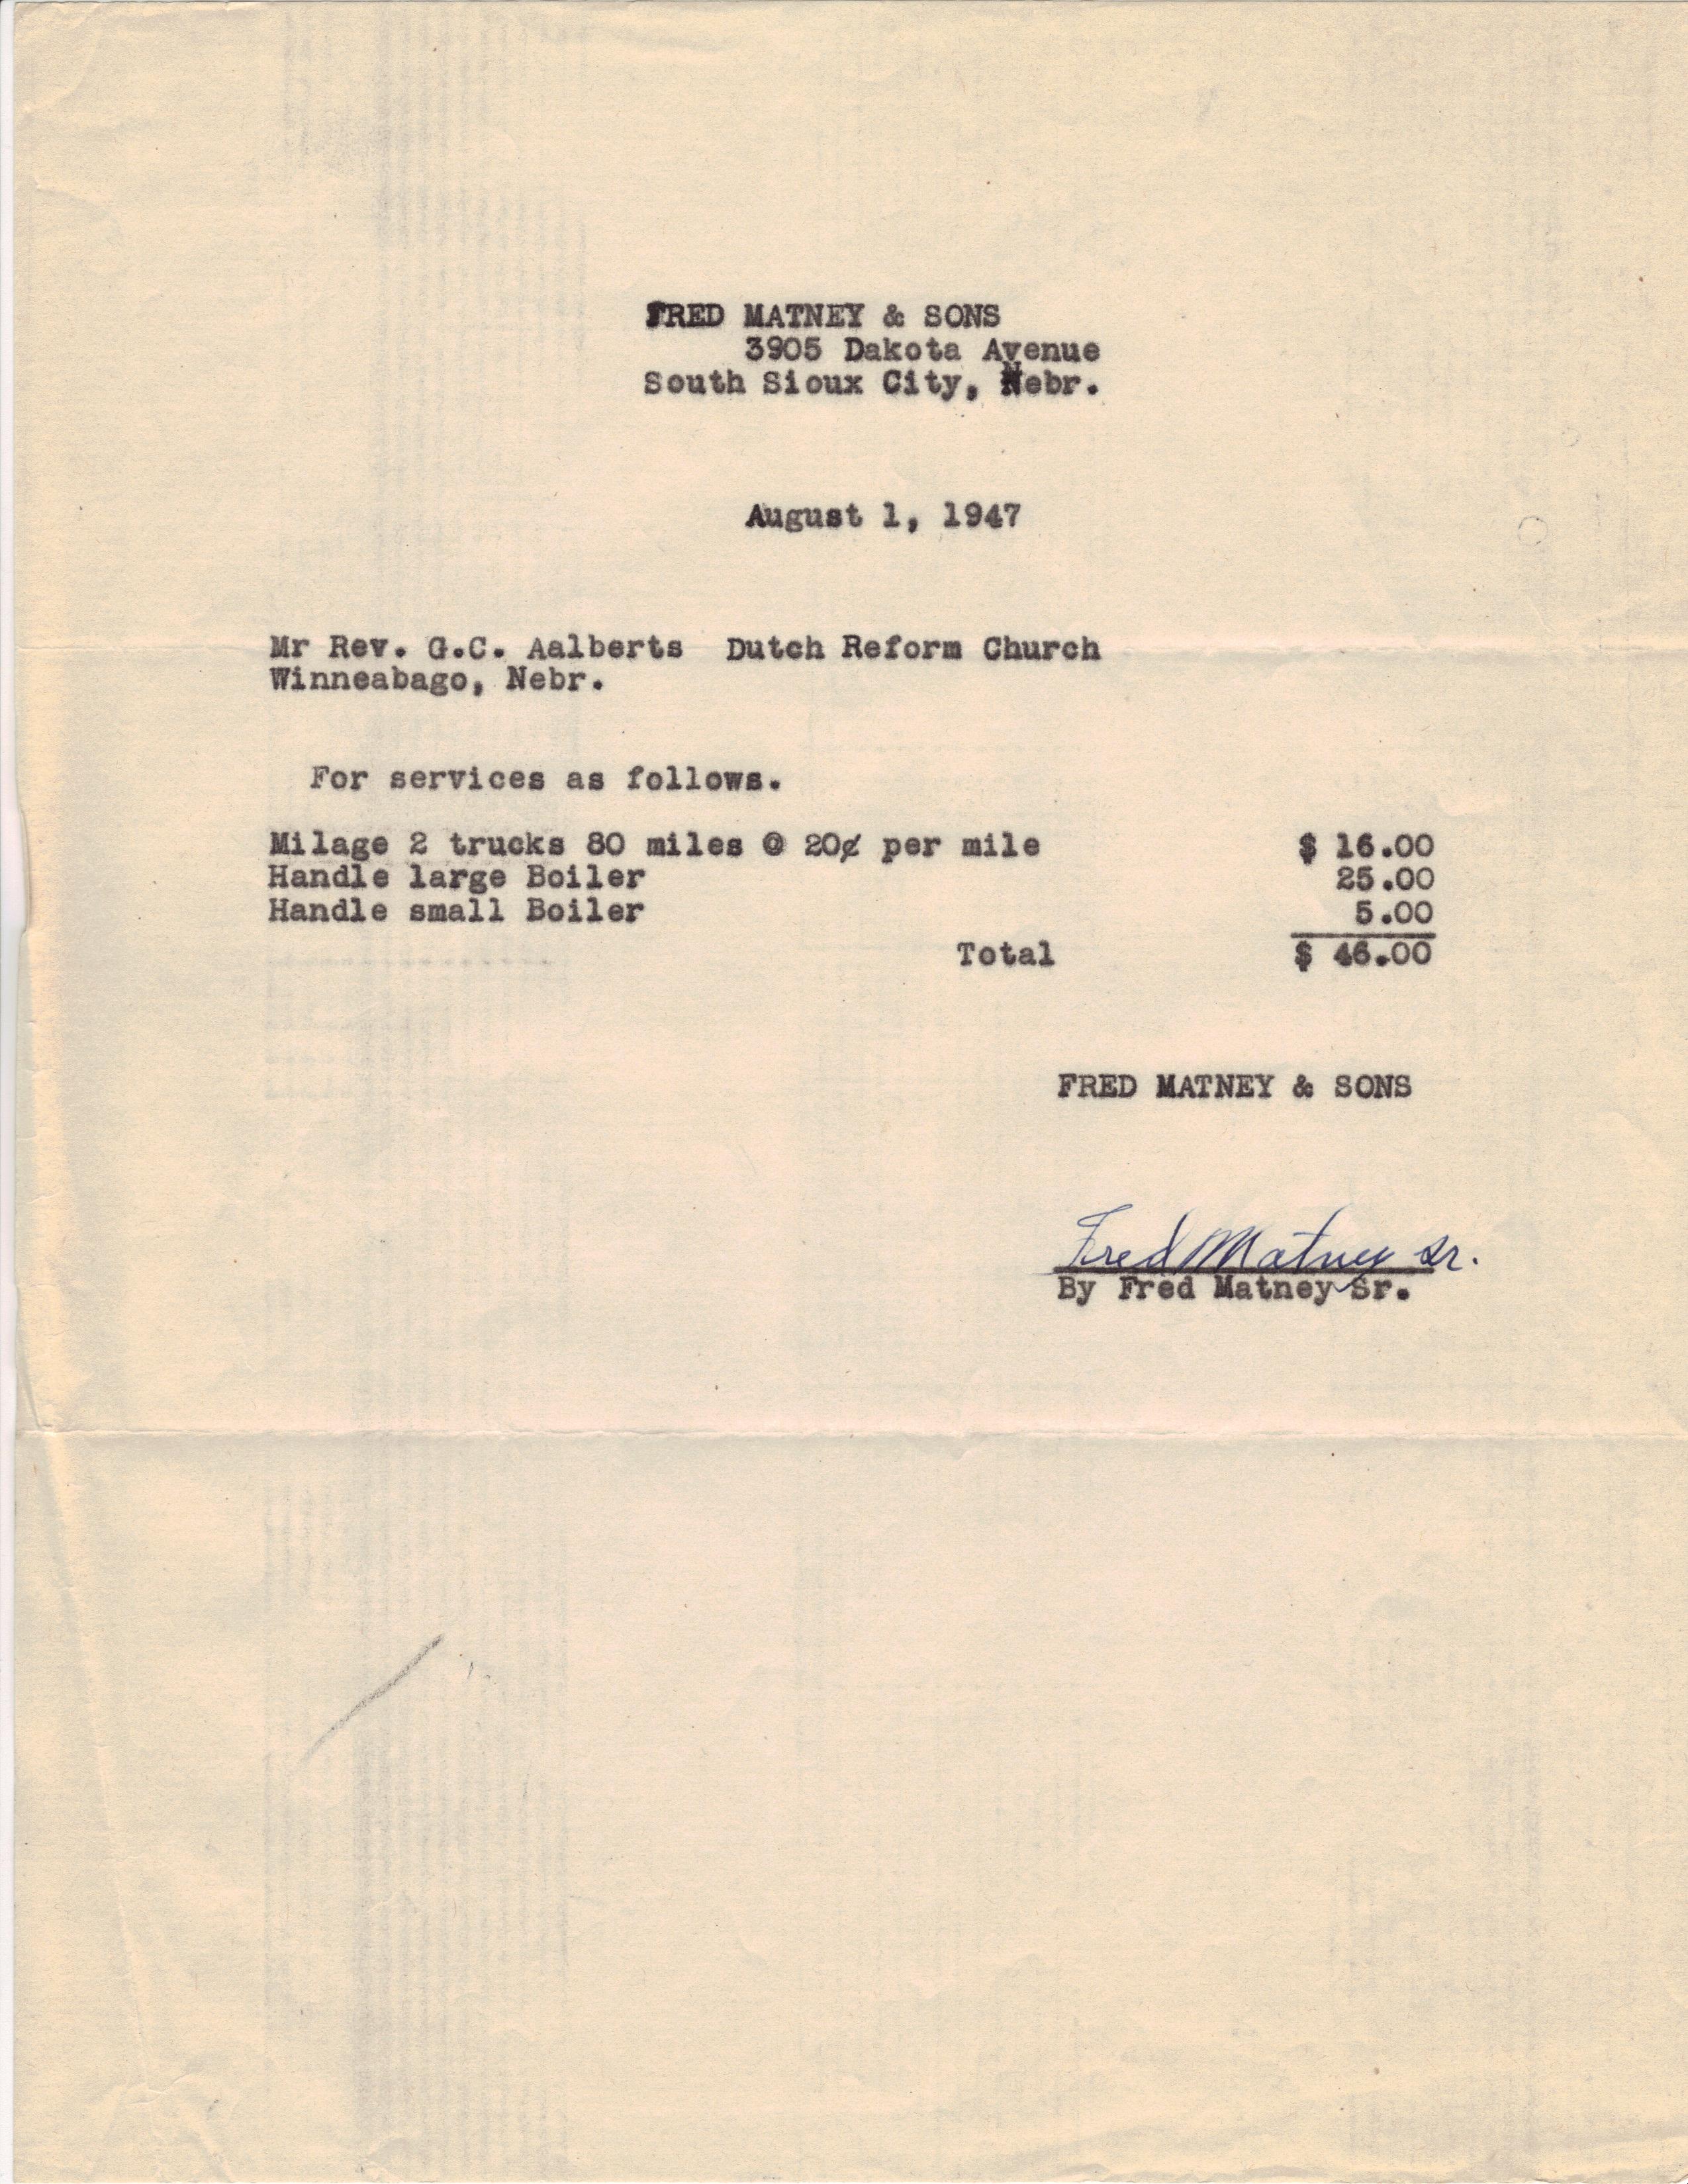 FRED MATNEY & SONS
3905 Dakota Avenue
South Sioux City, Nebr.
August 1, 1947
Mr Rev. G.C. Aalberts Dutch Reform Church
Winneabago, Nebr.
For services as follows.
Milage 2 trucks 80 miles @ 20¢ per mile $ 16.00
Handle large Boiler 25.00
Handle small Boiler 5.00
Total $ 46.00
FRED MATNEY & SONS
Fred Matney Sr.
By Fred Matney Sr.